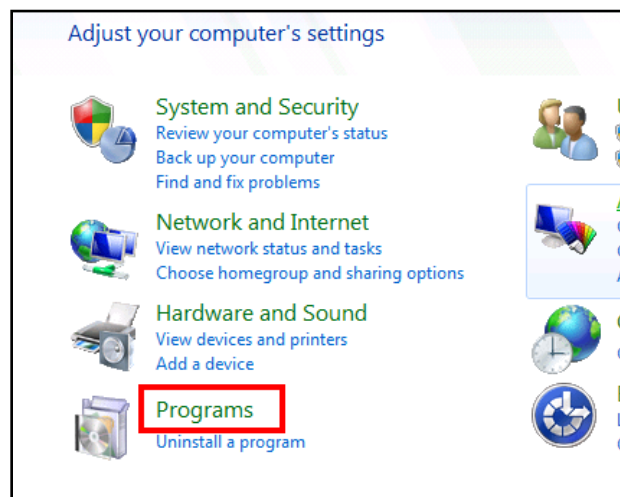 Adjust your computer's settings
System and Security
Review your computer's status
Back up your computer
Find and fix problems
Network and Internet
View network status and tasks
Choose homegroup and sharing options
Hardware and Sound
View devices and printers
Add a device
Programs
Uninstall a program